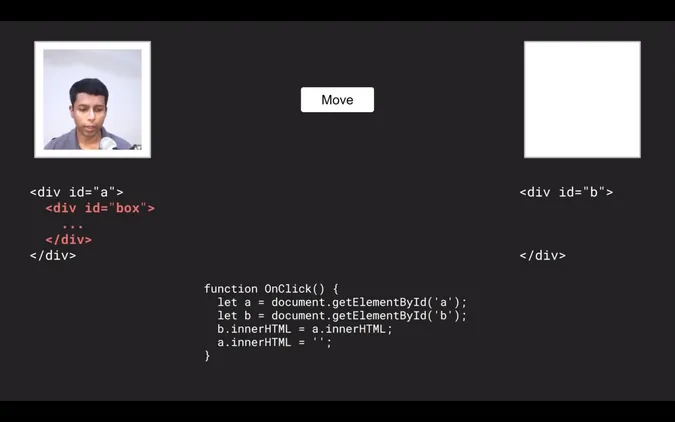 Move
<div id="a">
<div id="box">
...
</div>
</div>
<div id="b">
</div>
function OnClick() {
let a = document.getElementById('a');
let b = document.getElementById('b');
b.innerHTML = a.innerHTML;
a.innerHTML = '';
}